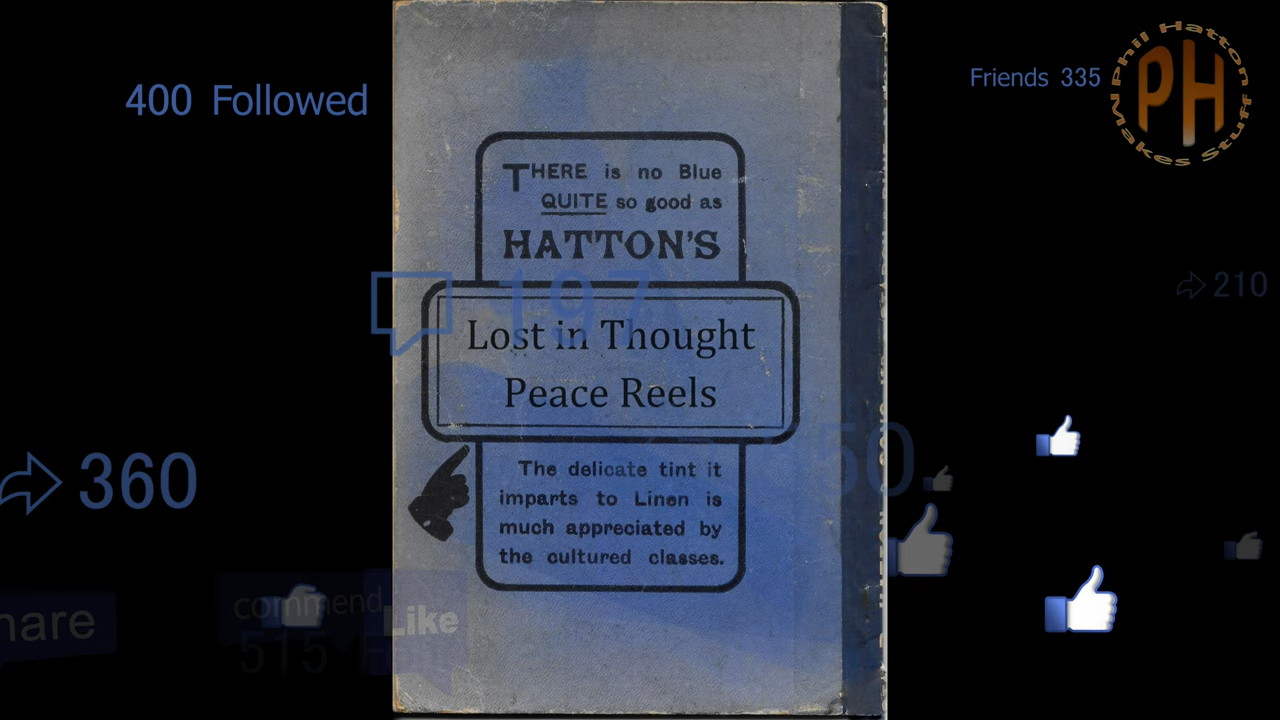 400 Followed
Friends 335
Phil Hatton
PH
Makes Stuff
THERE is no Blue
QUITE so good as
HATTON'S
197
210
Lost in Thought
Peace Reels
50
360
The delicate tint it
imparts to Linen is
much appreciated by
the cultured classes.
commend
Like
515